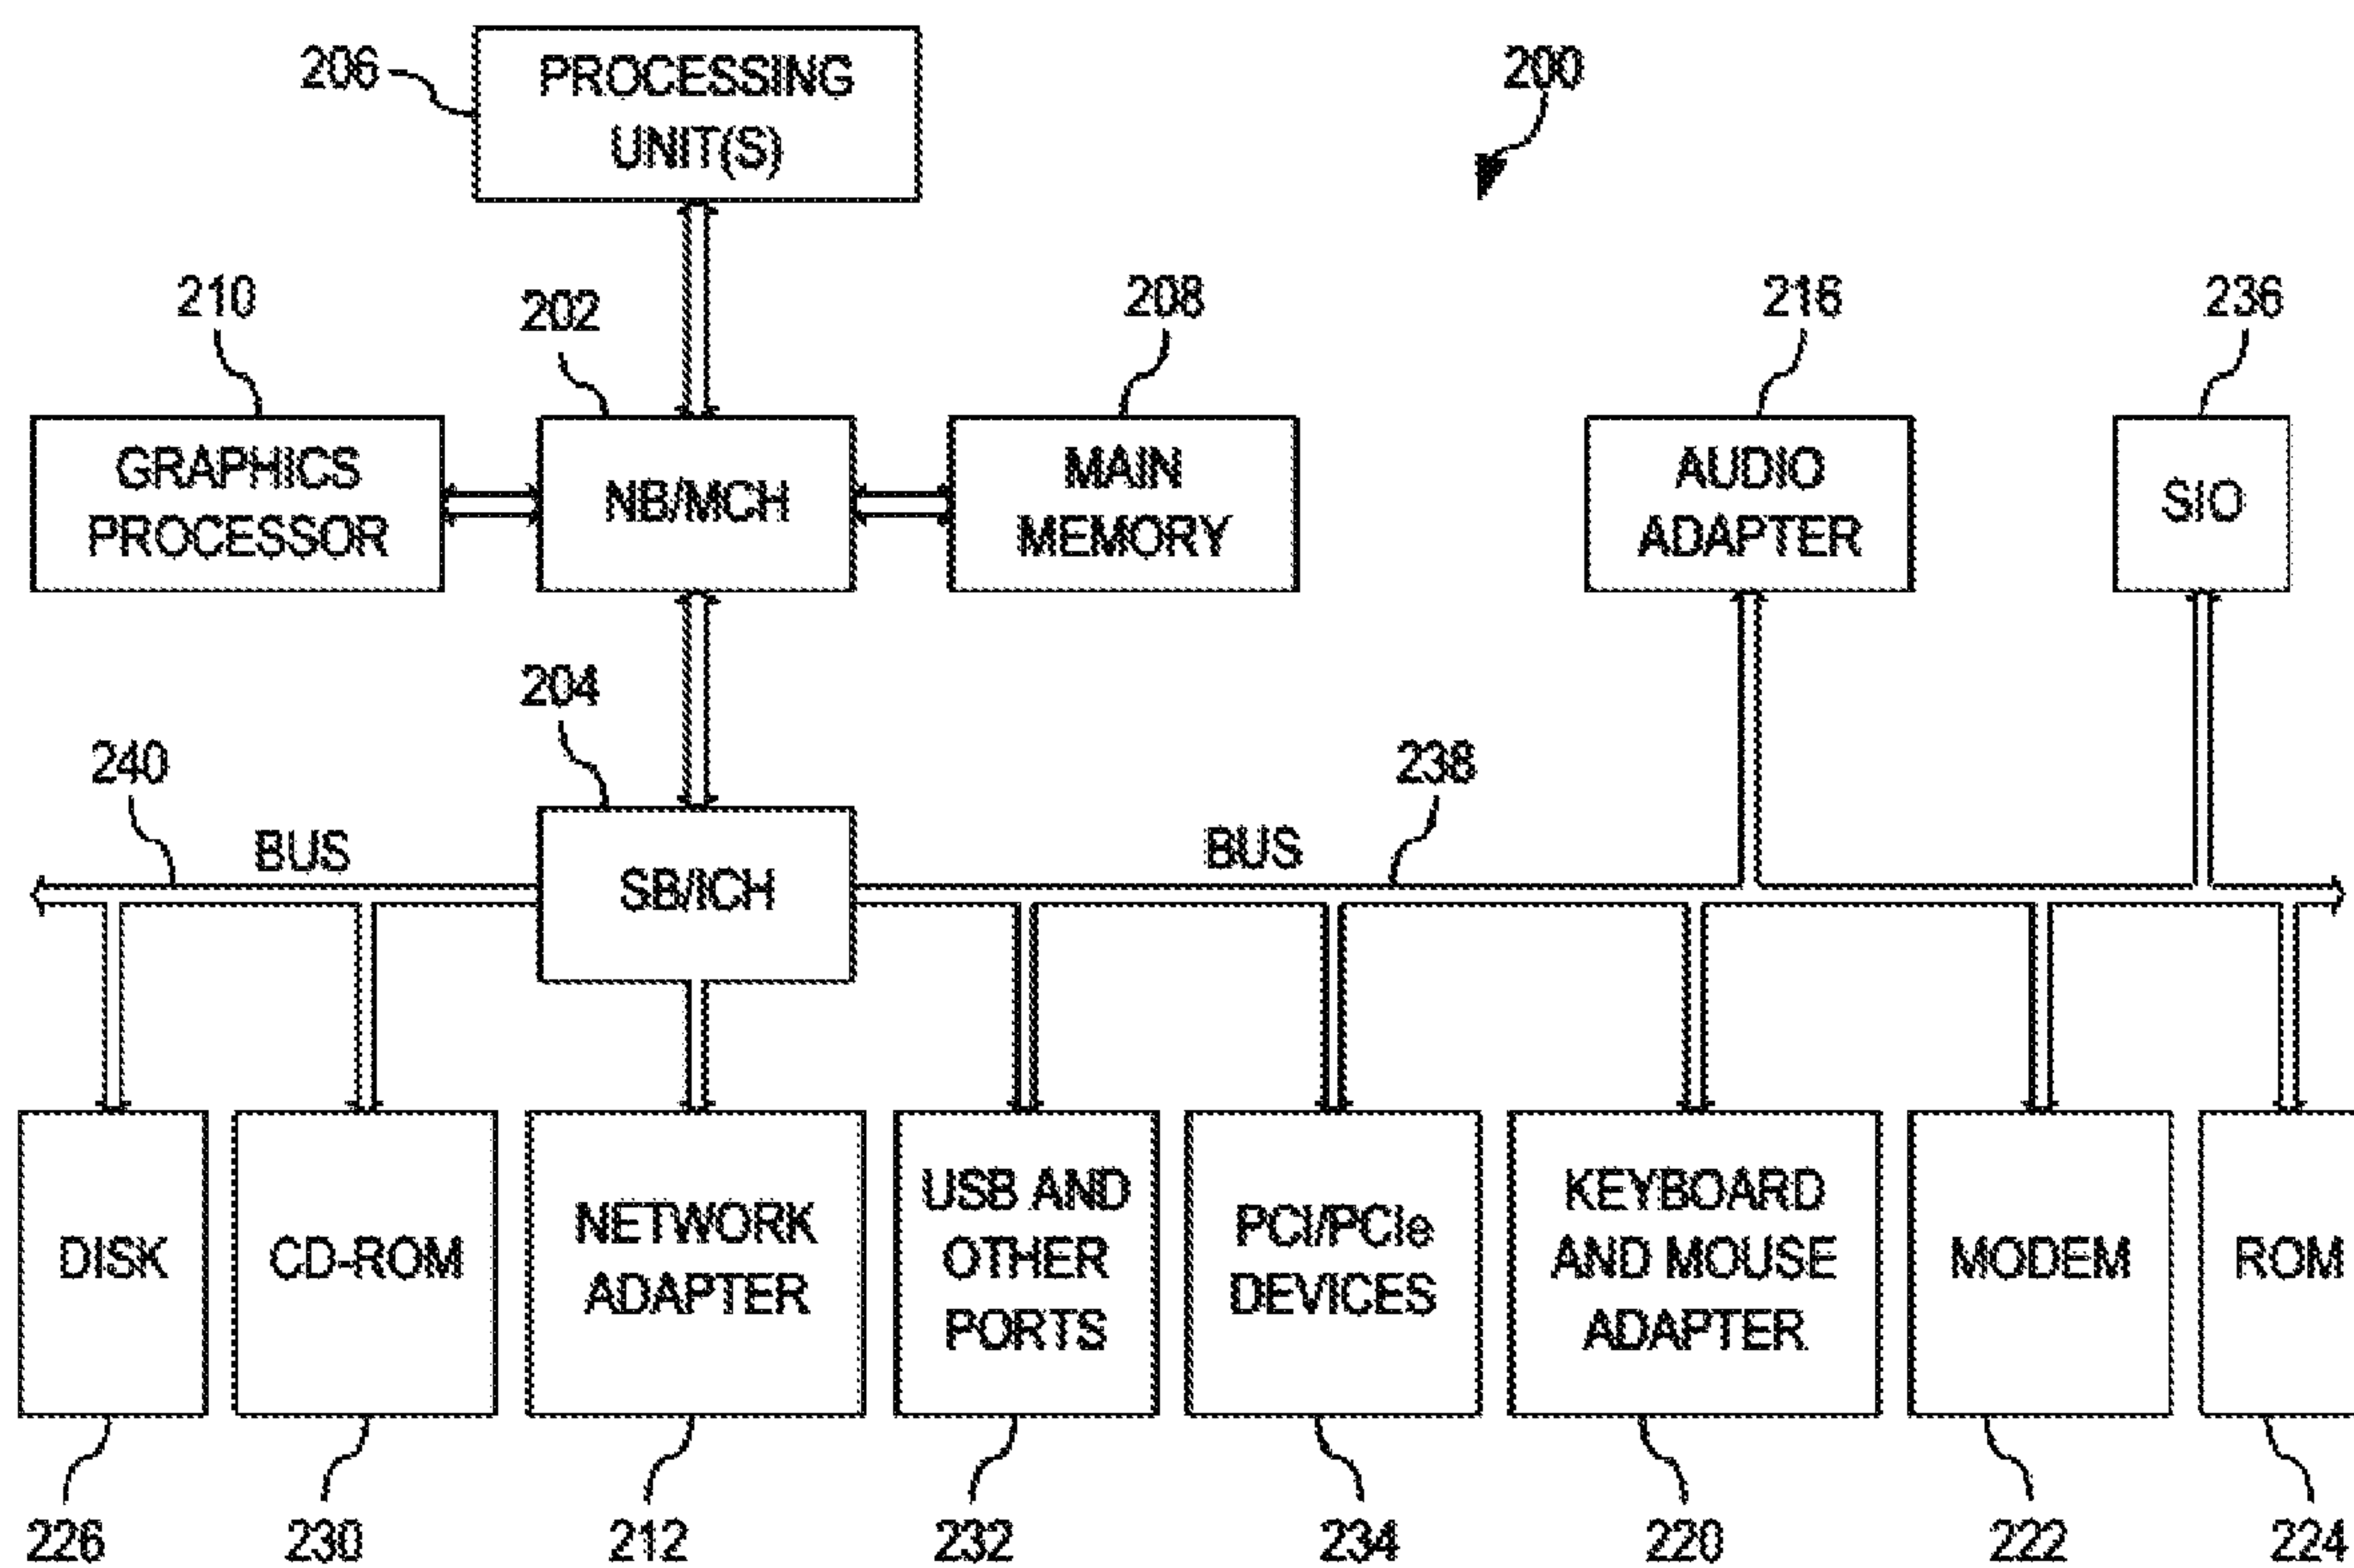 206
PROCESSING
UNIT(S)
200
210
202
208
216
236
GRAPHICS
PROCESSOR
NB/MCH
MAIN
MEMORY
AUDIO
ADAPTER
SIO
204
240
238
BUS
BUS
SB/ICH
DISK
CD-ROM
NETWORK
ADAPTER
USB AND
OTHER
PORTS
PCI/PCIe
DEVICES
KEYBOARD
AND MOUSE
ADAPTER
MODEM
ROM
226
230
212
232
234
220
222
224